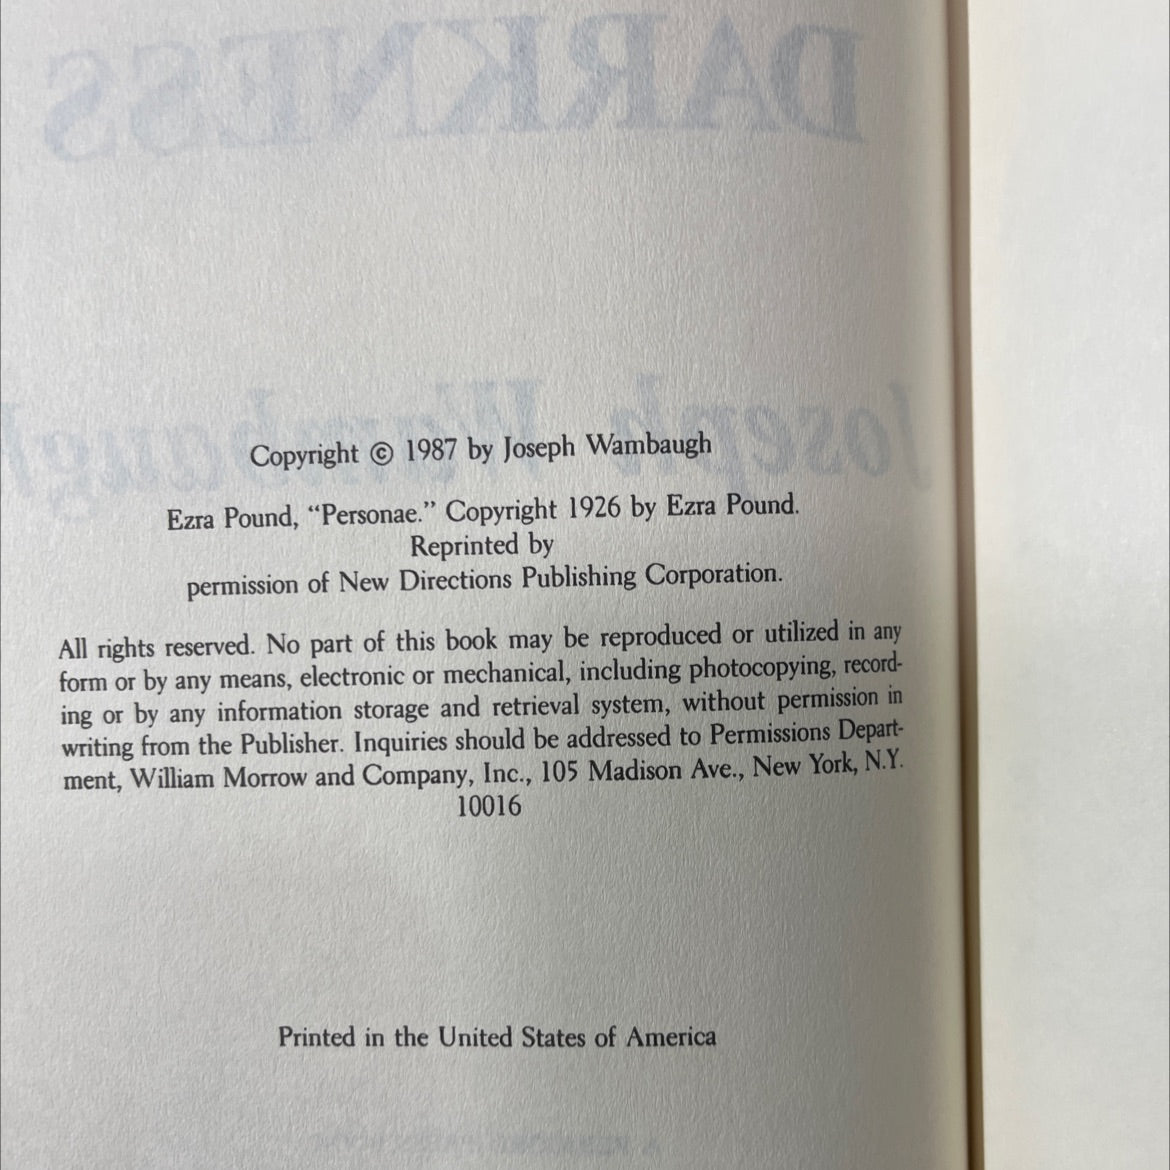 DARKNESS
Joseph Wambaugh
Copyright © 1987 by Joseph Wambaugh
Ezra Pound, “Personae.” Copyright 1926 by Ezra Pound.
Reprinted by
permission of New Directions Publishing Corporation.
All rights reserved. No part of this book may be reproduced or utilized in any
form or by any means, electronic or mechanical, including photocopying, record-
ing or by any information storage and retrieval system, without permission in
writing from the Publisher. Inquiries should be addressed to Permissions Depart-
ment, William Morrow and Company, Inc., 105 Madison Ave., New York, N.Y.
10016
Printed in the United States of America